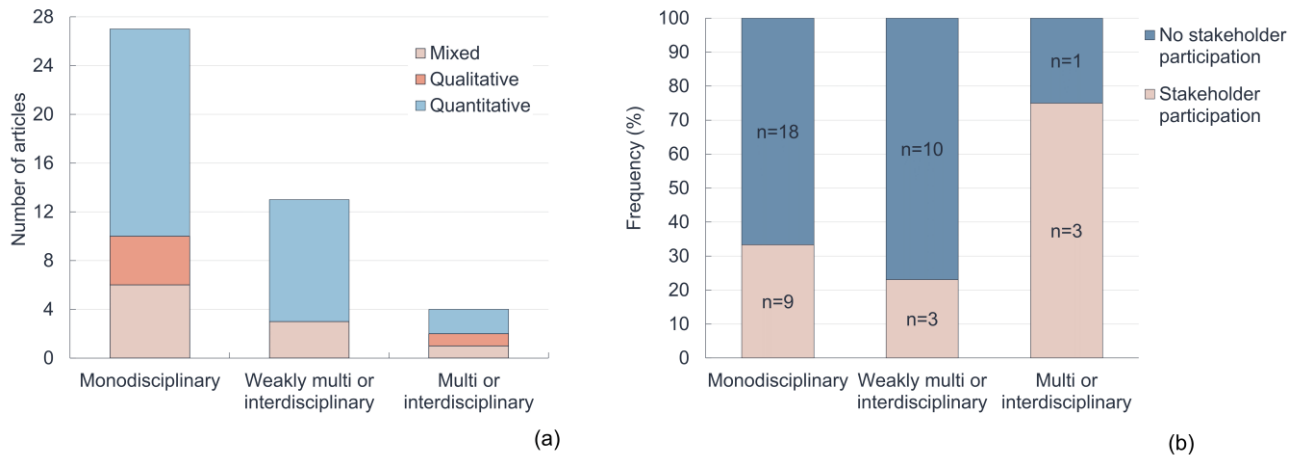 28
24
20
16
12
8
4
0
Number of articles
Mixed
Qualitative
Quantitative
Monodisciplinary
Weakly multi or
interdisciplinary
Multi or
interdisciplinary
(a)
100
90
80
70
60
50
40
30
20
10
0
Frequency (%)
n=18
n=9
n=10
n=3
n=1
n=3
No stakeholder
participation
Stakeholder
participation
Monodisciplinary
Weakly multi or
interdisciplinary
Multi or
interdisciplinary
(b)